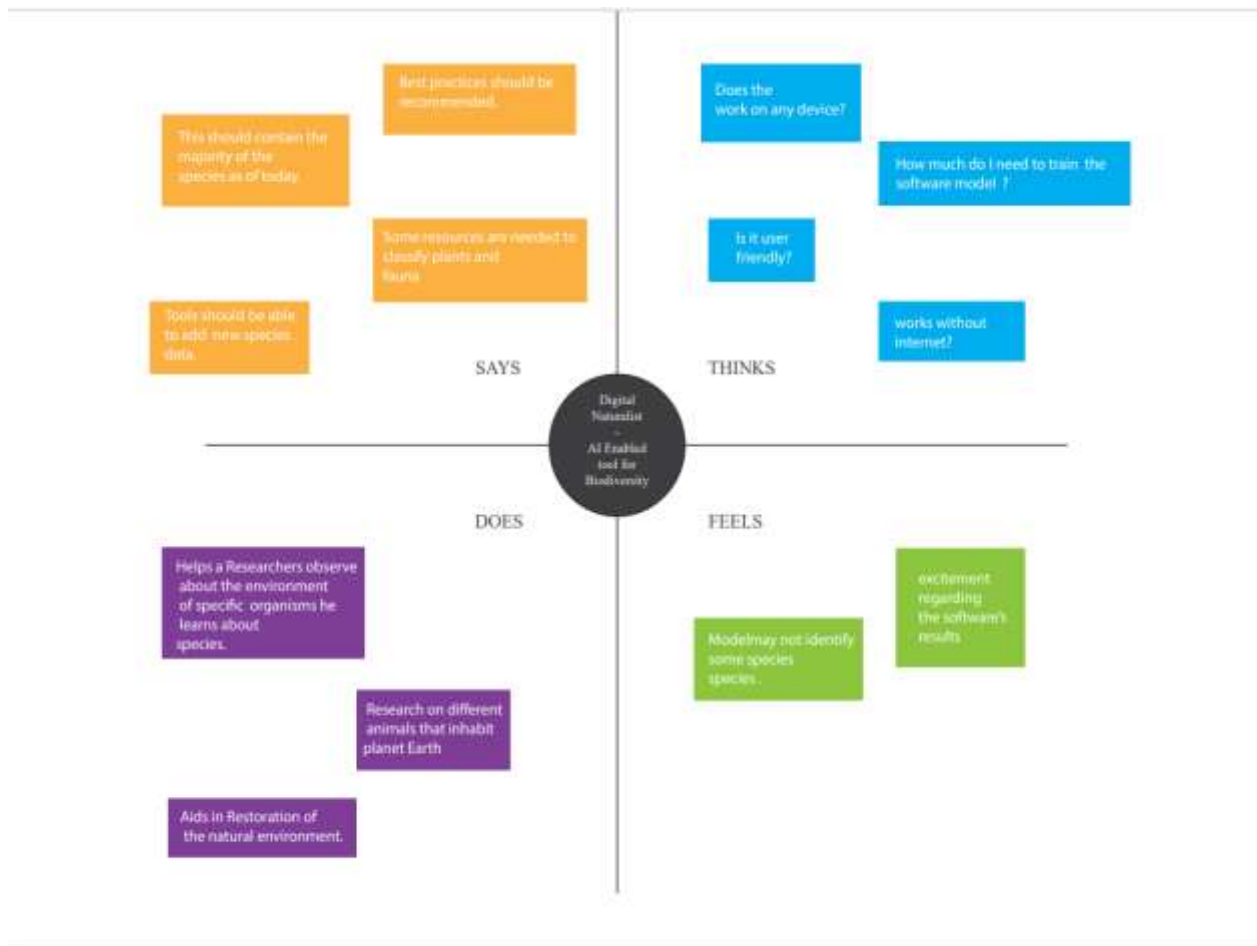 Best practices should be
recommended.
This should contain the
majority of the
species as of today.
Some resources are needed to
classify plants and
fauna
Tools should be able
to add new species
data.
SAYS
Does the
work on any device?
How much do I need to train the
software model ?
Is it user
friendly?
works without
internet?
THINKS
Digital
Naturalist
-
AI Enabled
tool for
Biodiversity
DOES
Helps a Researchers observe
about the environment
of specific organisms he
learns about
species.
Research on different
animals that inhabit
planet Earth
Aids in Restoration of
the natural environment.
FEELS
excitement
regarding
the softwam's
results
Modelmay not identify
some species
species .